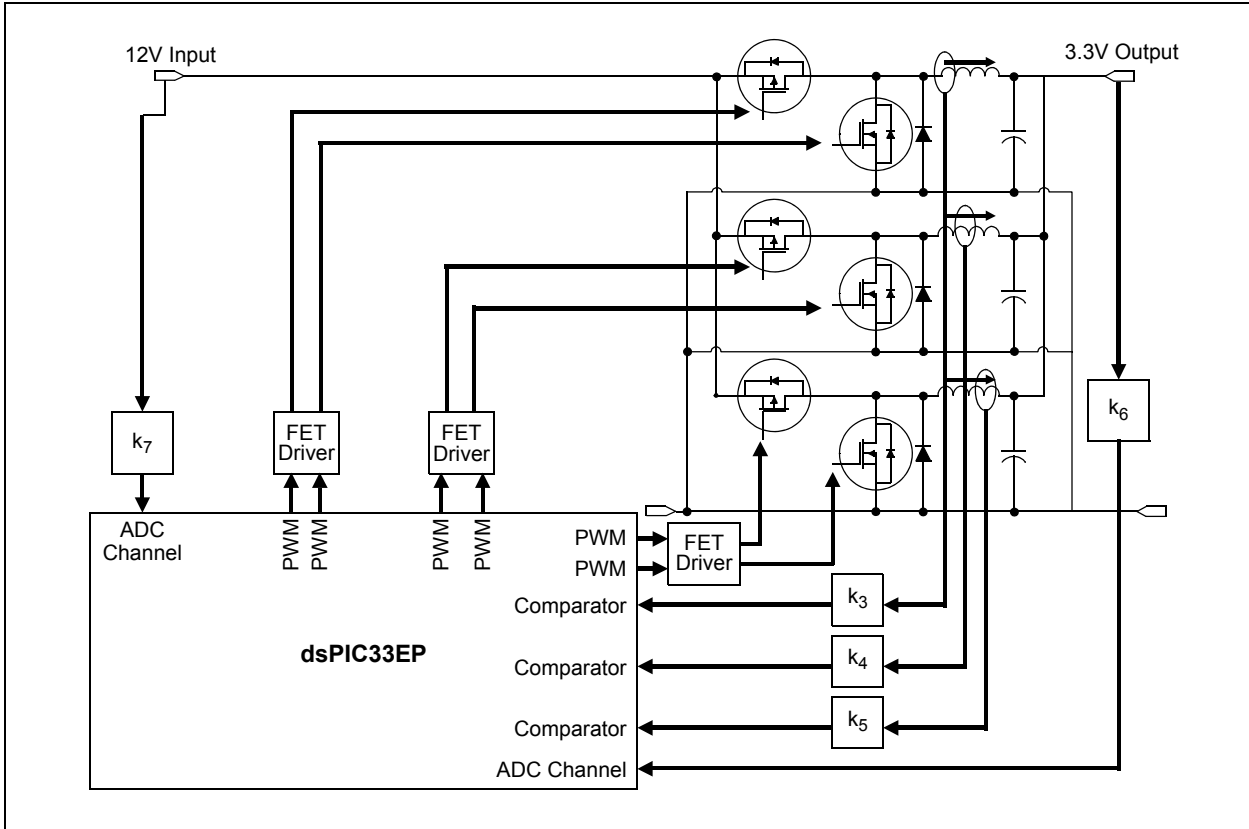 12V Input
3.3V Output
k7
FET
Driver
FET
Driver
k6
ADC
Channel
PWM
PWM
PWM
PWM
PWM
PWM
FET
Driver
Comparator
k3
dsPIC33EP
Comparator
k4
Comparator
k5
ADC Channel